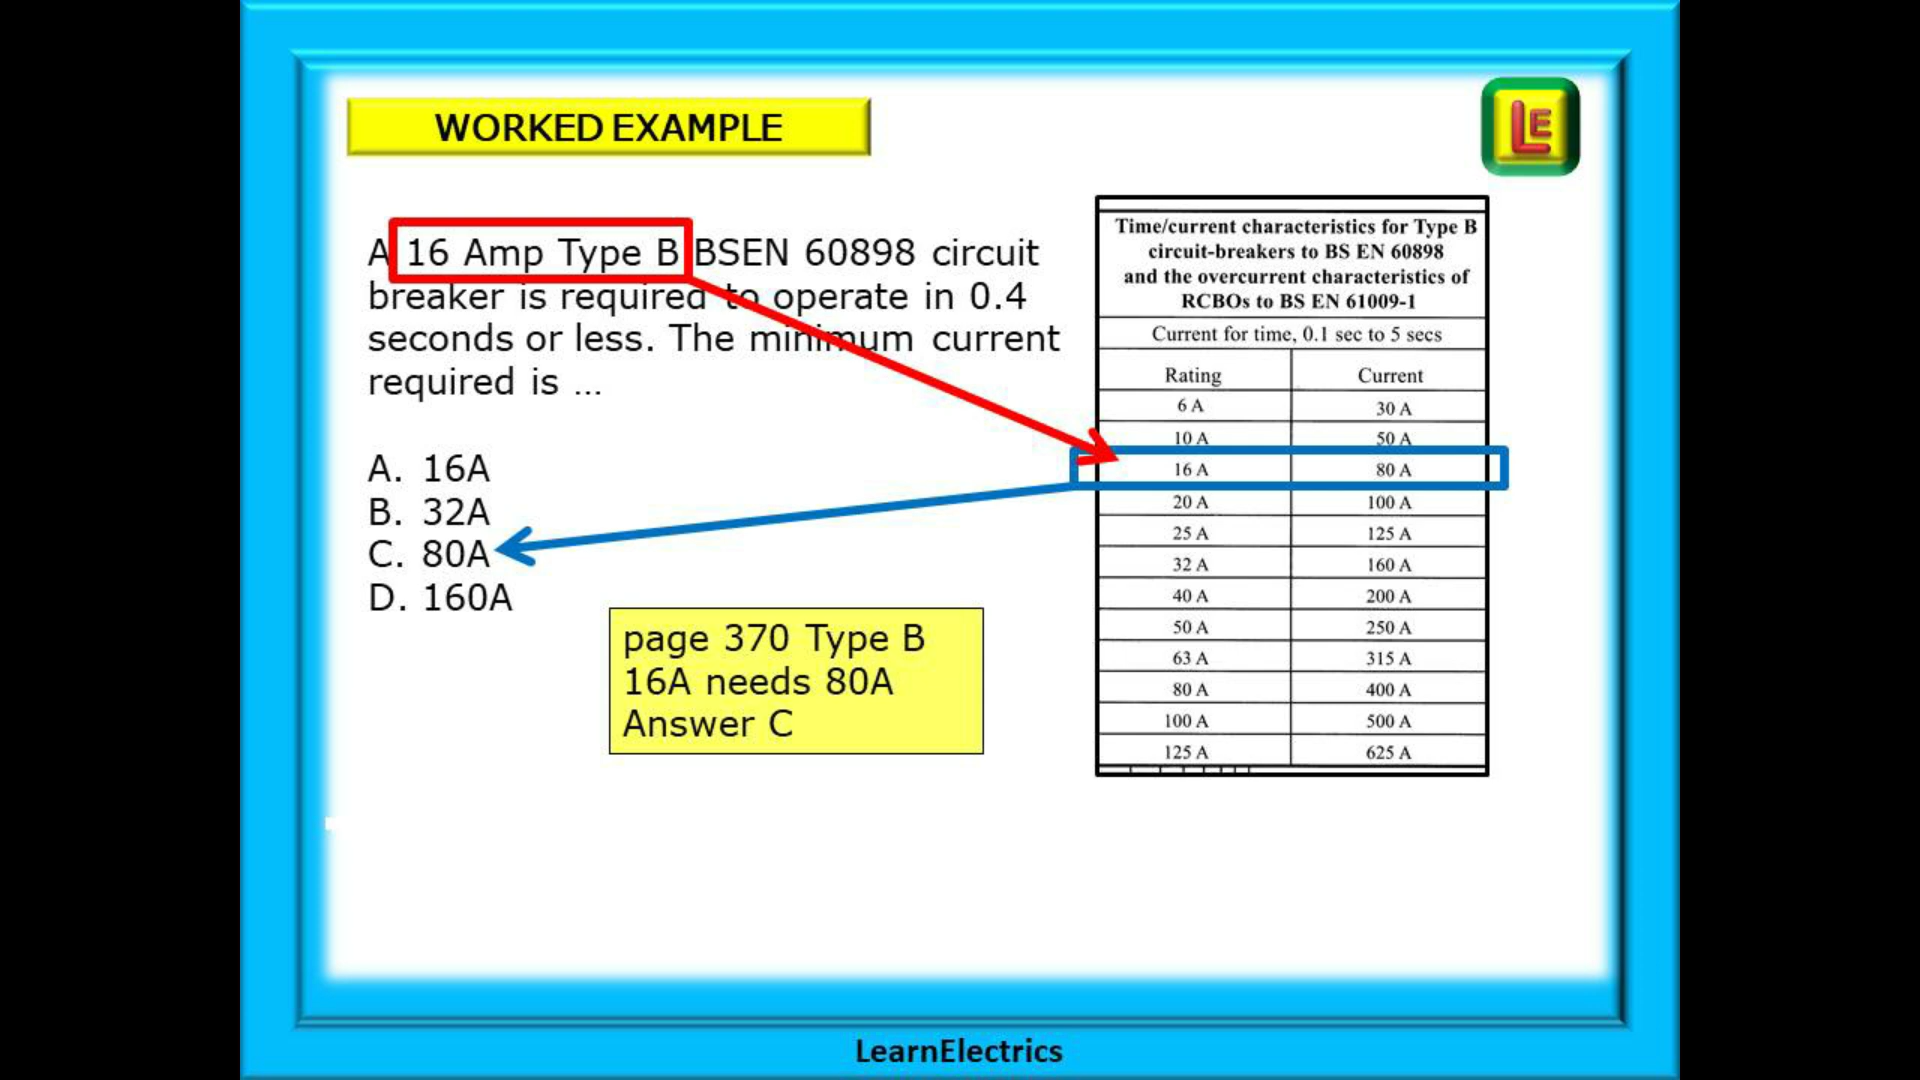 WORKED EXAMPLE
LE
A 16 Amp Type B BSEN 60898 circuit
breaker is required to operate in 0.4
seconds or less. The minimum current
required is ...
A. 16A
B. 32A
C. 80A
D. 160A
page 370 Type B
16A needs 80A
Answer C
Time/current characteristics for Type B
circuit-breakers to BS EN 60898
and the overcurrent characteristics of
RCBOs to BS EN 61009-1
Current for time, 0.1 sec to 5 secs
Rating Current
6 A 30 A
10 A 50 A
16 A 80 A
20 A 100 A
25 A 125 A
32 A 160 A
40 A 200 A
50 A 250 A
63 A 315 A
80 A 400 A
100 A 500 A
125 A 625 A
LearnElectrics